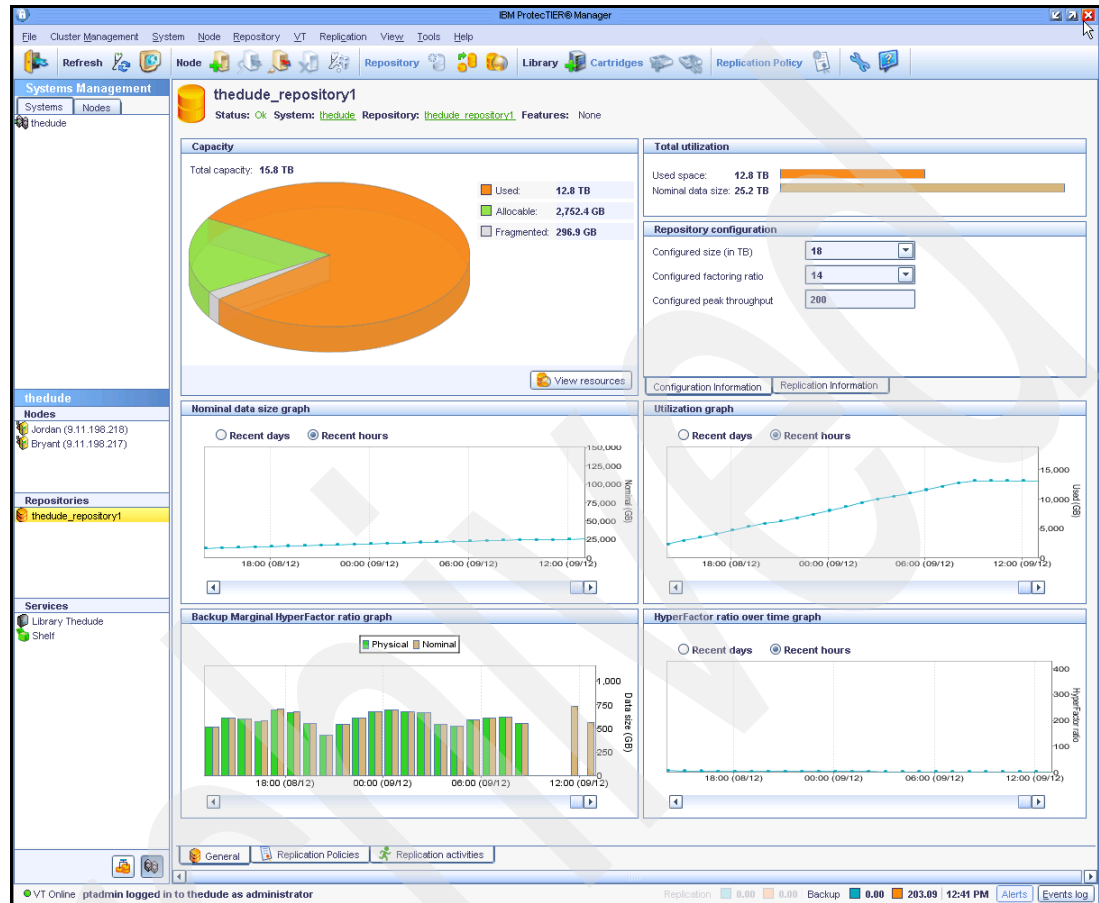 IBM ProtecTIER® Manager
File Cluster Management System Node Repository VT Replication View Tools Help
Refresh Node Repository Library Cartridges Replication Policy
Systems Management
Systems Nodes
thedude
thedude_repository1
Status: Ok System: thedude Repository: thedude_repository1 Features: None
Capacity
Total capacity: 15.8 TB
Used: 12.8 TB
Allocable: 2,752.4 GB
Fragmented: 296.9 GB
View resources
Total utilization
Used space: 12.8 TB
Nominal data size: 25.2 TB
Repository configuration
Configured size (in TB) 18
Configured factoring ratio 14
Configured peak throughput 200
Configuration Information Replication Information
thedude
Nodes
Jordan (9.11.198.218)
Bryant (9.11.198.217)
Repositories
thedude_repository1
Services
Library Thedude
Shelf
Nominal data size graph
Recent days Recent hours
150,000
125,000
100,000
75,000
50,000
25,000
0
Nominal (GB)
18:00 (08/12) 00:00 (09/12) 06:00 (09/12) 12:00 (09/12)
Utilization graph
Recent days Recent hours
15,000
10,000
5,000
0
Used (GB)
18:00 (08/12) 00:00 (09/12) 06:00 (09/12) 12:00 (09/12)
Backup Marginal HyperFactor ratio graph
Physical Nominal
1,000
750
500
250
0
Data size (GB)
18:00 (08/12) 00:00 (09/12) 06:00 (09/12) 12:00 (09/12)
HyperFactor ratio over time graph
Recent days Recent hours
400
300
200
100
0
HyperFactor ratio
18:00 (08/12) 00:00 (09/12) 06:00 (09/12) 12:00 (09/12)
General Replication Policies Replication activities
VT Online ptadmin logged in to thedude as administrator
Replication 0.00 0.00 Backup 0.00 203.09 12:41 PM Alerts Events log